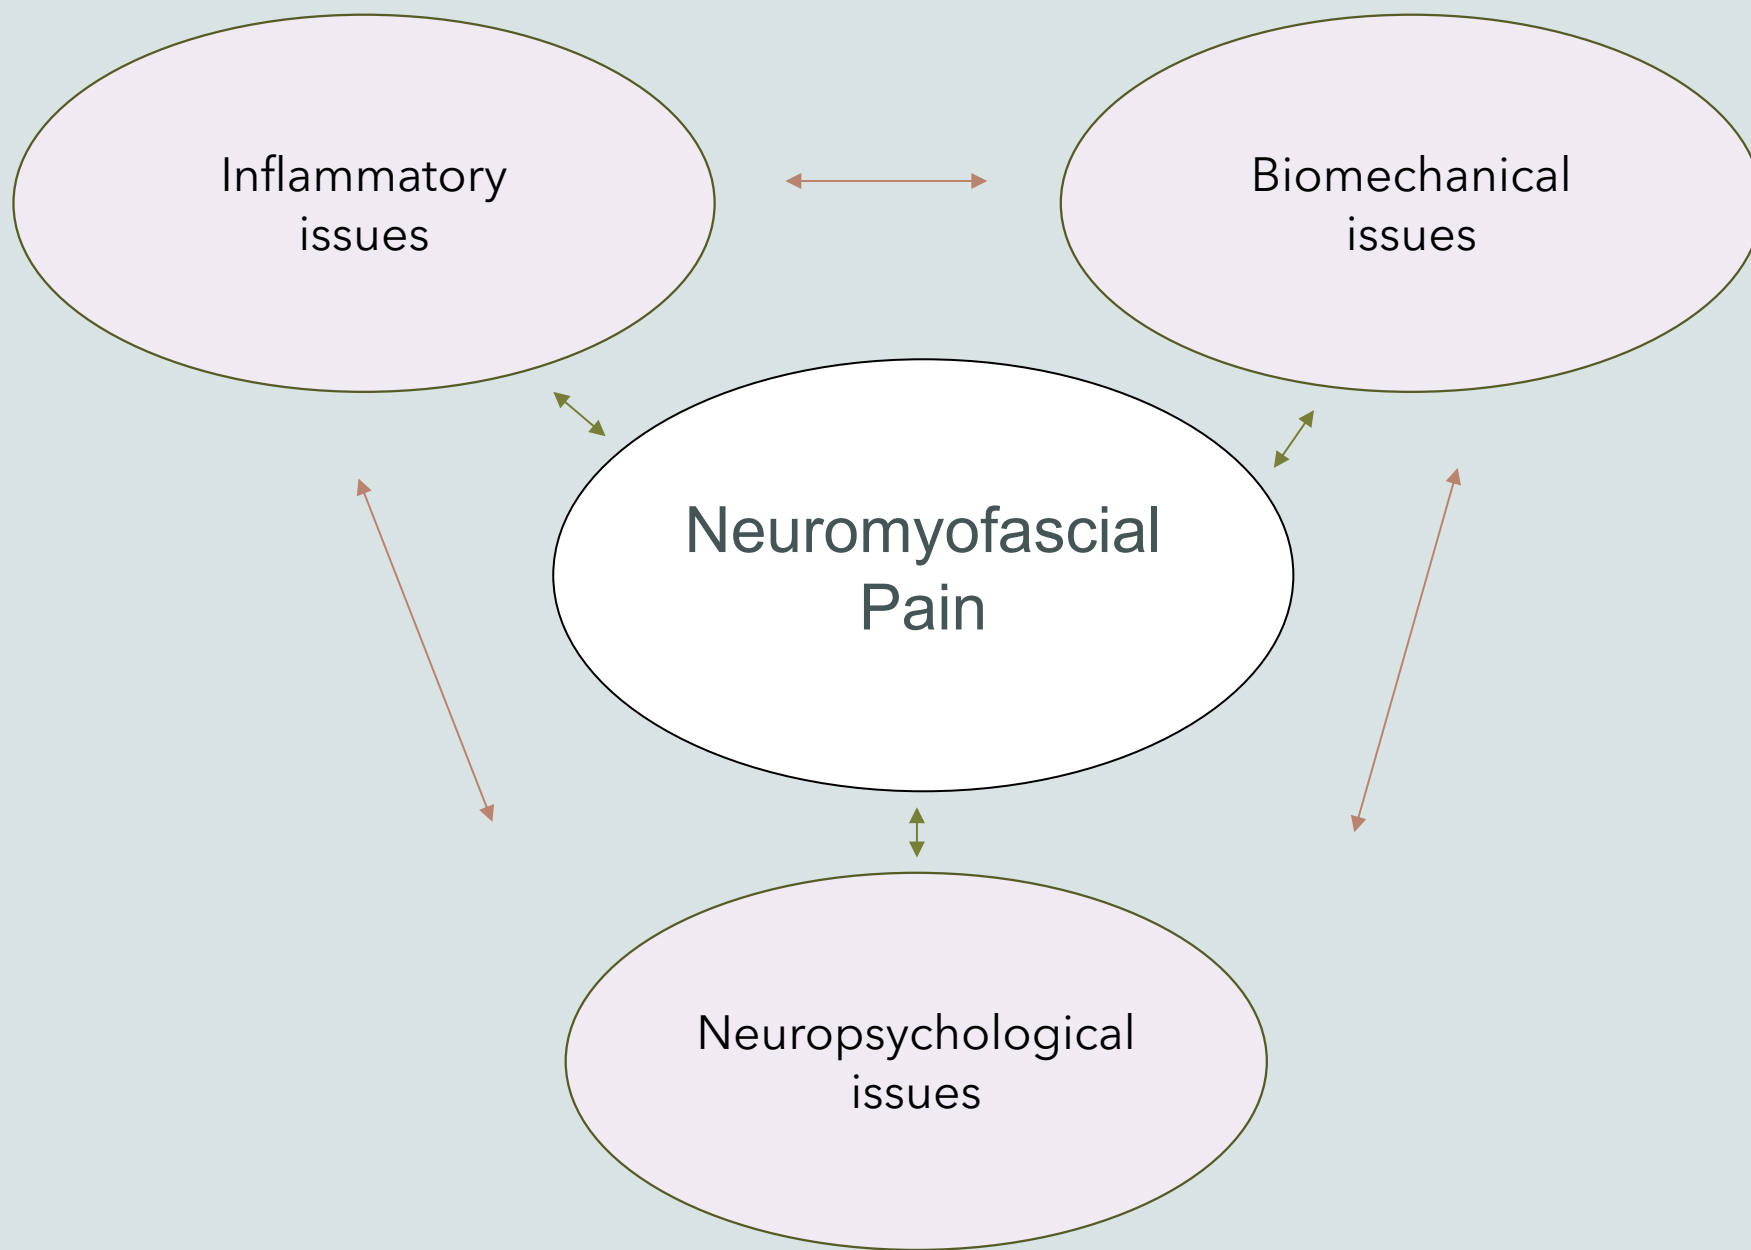 Inflammatory
issues
Biomechanical
issues
Neuromyofascial
Pain
Neuropsychological
issues